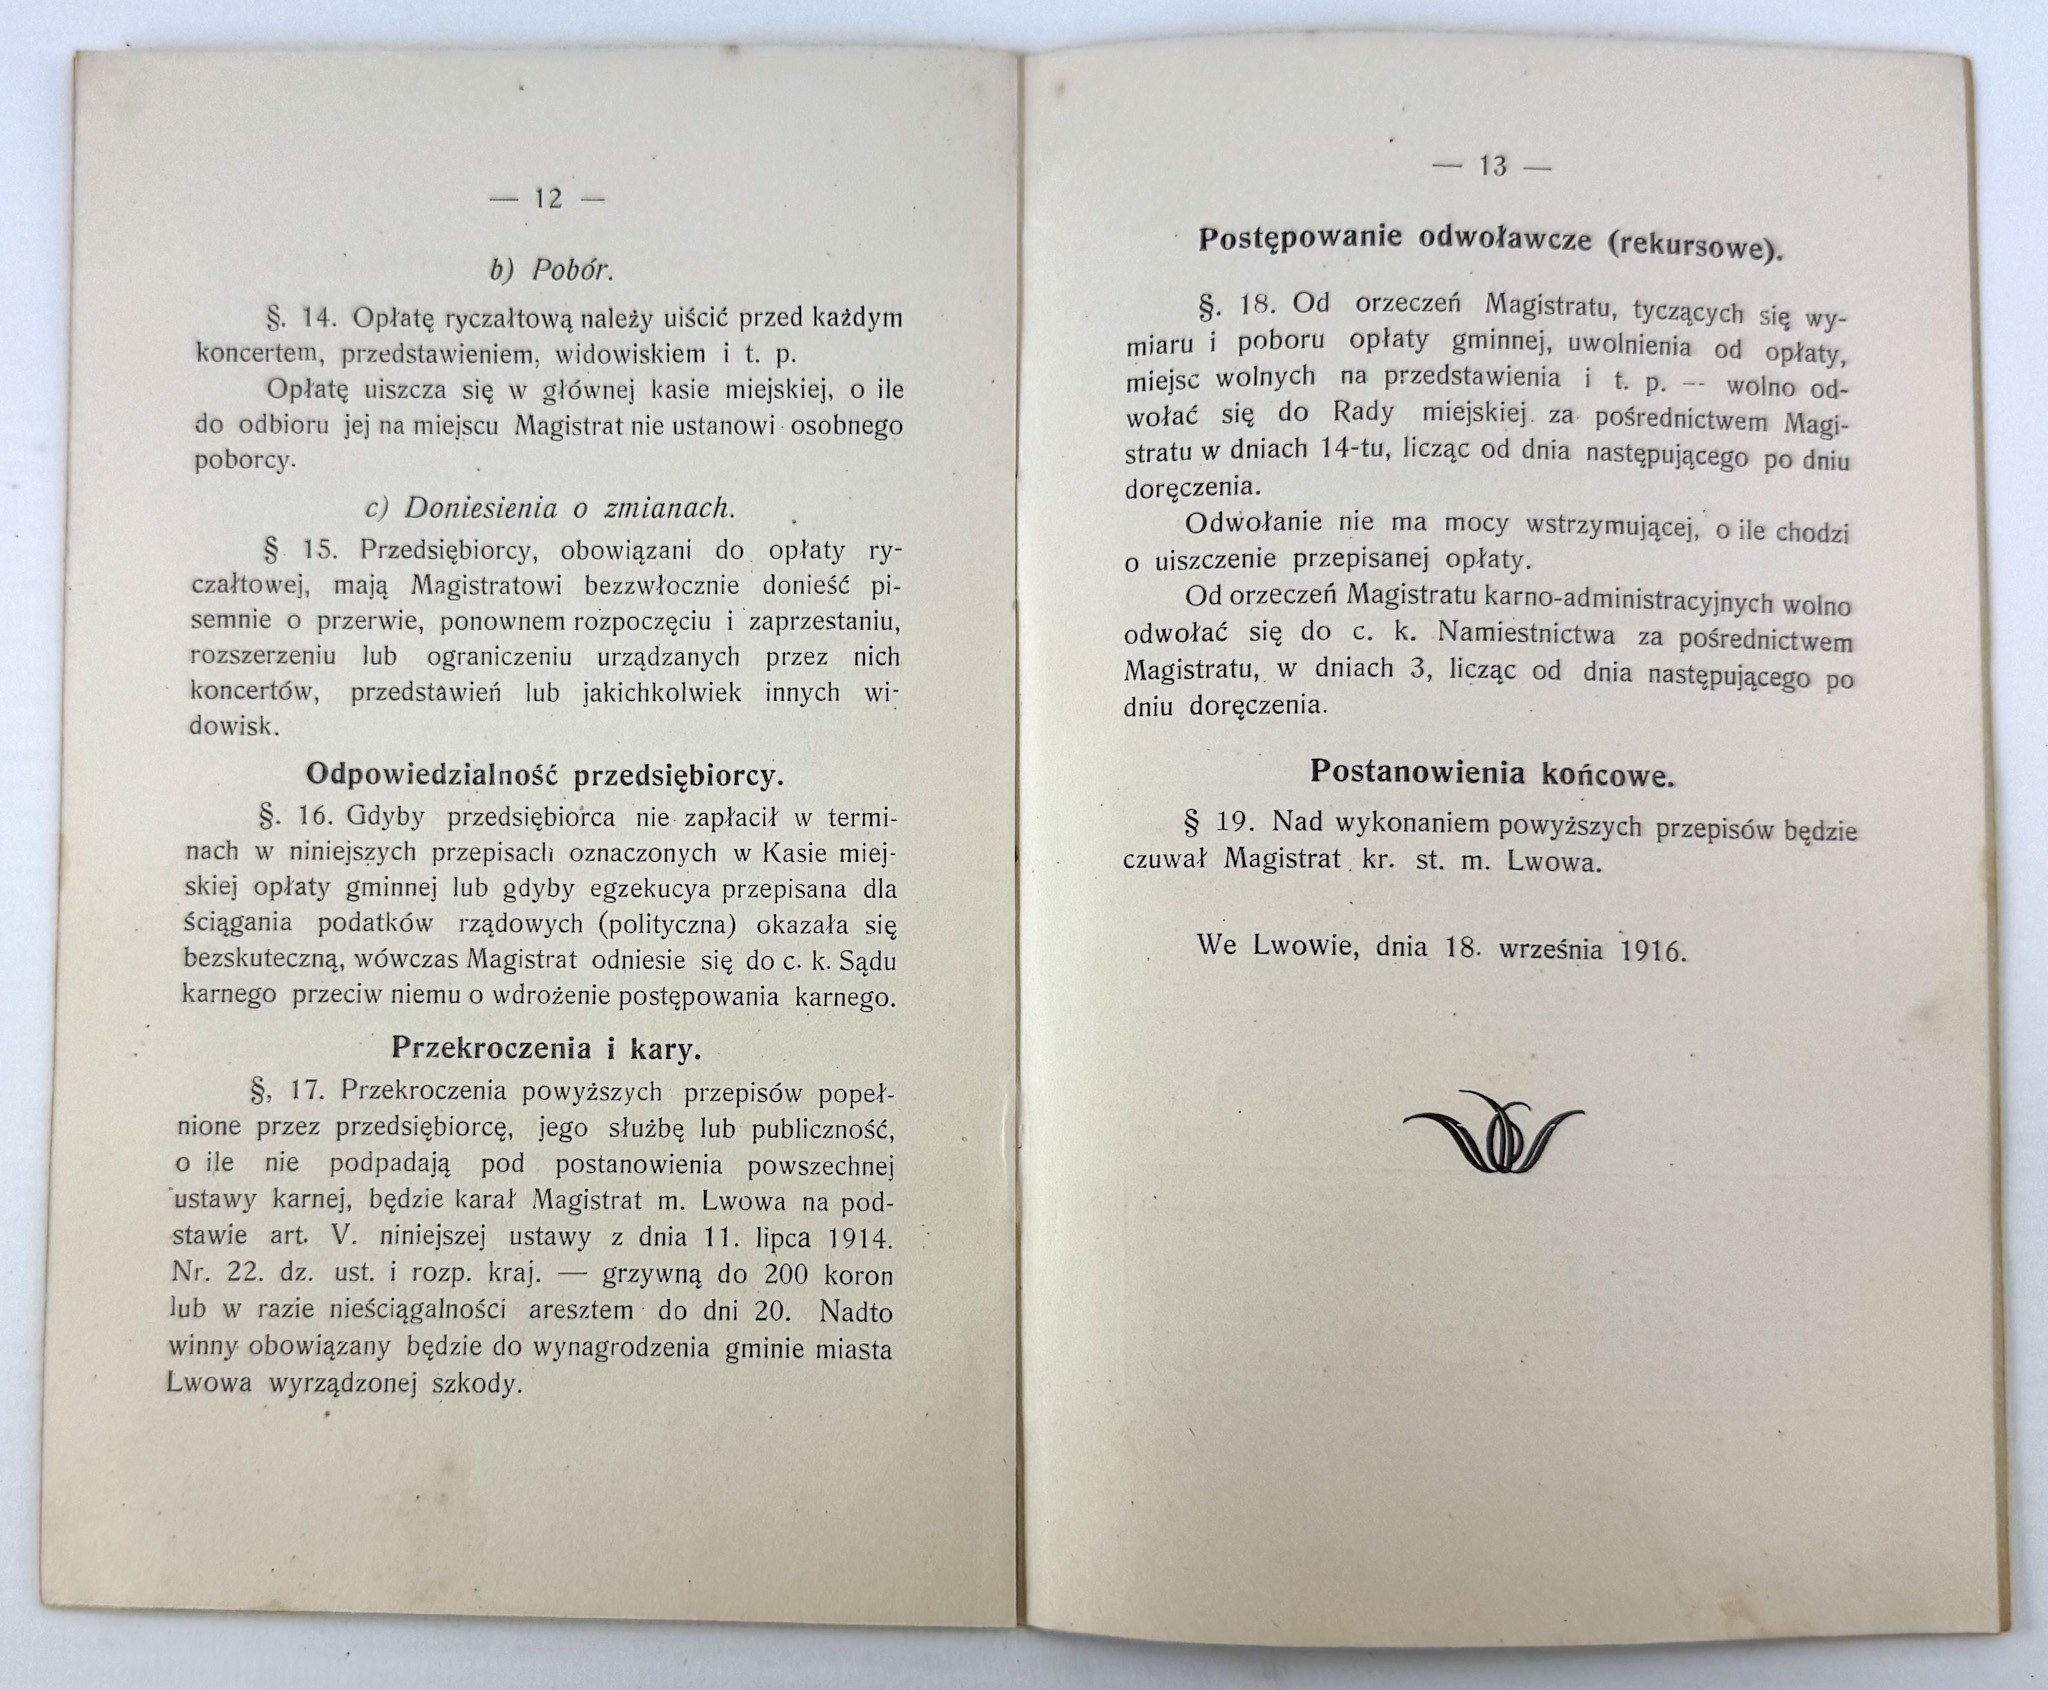 — 12 —
b) Pobór.
§. 14. Opłatę ryczałtową należy uiścić przed każdym
koncertem, przedstawieniem, widowiskiem i t. p.
Opłatę uiszcza się w głównej kasie miejskiej, o ile
do odbioru jej na miejscu Magistrat nie ustanowi osobnego
poborcy.
c) Doniesienia o zmianach.
§ 15. Przedsiębiorcy, obowiązani do opłaty ry-
czałtowej, mają Magistratowi bezzwłocznie donieść pi-
semnie o przerwie, ponownem rozpoczęciu i zaprzestaniu,
rozszerzeniu lub ograniczeniu urządzanych przez nich
koncertów, przedstawień lub jakichkolwiek innych wi-
dowisk.
Odpowiedzialność przedsiębiorcy.
§. 16. Gdyby przedsiębiorca nie zapłacił w termi-
nach w niniejszych przepisach oznaczonych w Kasie miej-
skiej opłaty gminnej lub gdyby egzekucya przepisana dla
ściągania podatków rządowych (polityczna) okazała się
bezskuteczną, wówczas Magistrat odniesie się do c. k. Sądu
karnego przeciw niemu o wdrożenie postępowania karnego.
Przekroczenia i kary.
§, 17. Przekroczenia powyższych przepisów popeł-
nione przez przedsiębiorcę, jego służbę lub publiczność,
o ile nie podpadają pod postanowienia powszechnej
ustawy karnej, będzie karał Magistrat m. Lwowa na pod-
stawie art. V. niniejszej ustawy z dnia 11. lipca 1914.
Nr. 22. dz. ust. i rozp. kraj. — grzywną do 200 koron
lub w razie nieściągalności aresztem do dni 20. Nadto
winny obowiązany będzie do wynagrodzenia gminie miasta
Lwowa wyrządzonej szkody.
— 13 —
Postępowanie odwoławcze (rekursowe).
§. 18. Od orzeczeń Magistratu, tyczących się wy-
miaru i poboru opłaty gminnej, uwolnienia od opłaty,
miejsc wolnych na przedstawienia i t. p. — wolno od-
wołać się do Rady miejskiej za pośrednictwem Magi-
stratu w dniach 14-tu, licząc od dnia następującego po dniu
doręczenia.
Odwołanie nie ma mocy wstrzymującej, o ile chodzi
o uiszczenie przepisanej opłaty.
Od orzeczeń Magistratu karno-administracyjnych wolno
odwołać się do c. k. Namiestnictwa za pośrednictwem
Magistratu, w dniach 3, licząc od dnia następującego po
dniu doręczenia.
Postanowienia końcowe.
§ 19. Nad wykonaniem powyższych przepisów będzie
czuwał Magistrat kr. st. m. Lwowa.
We Lwowie, dnia 18. września 1916.